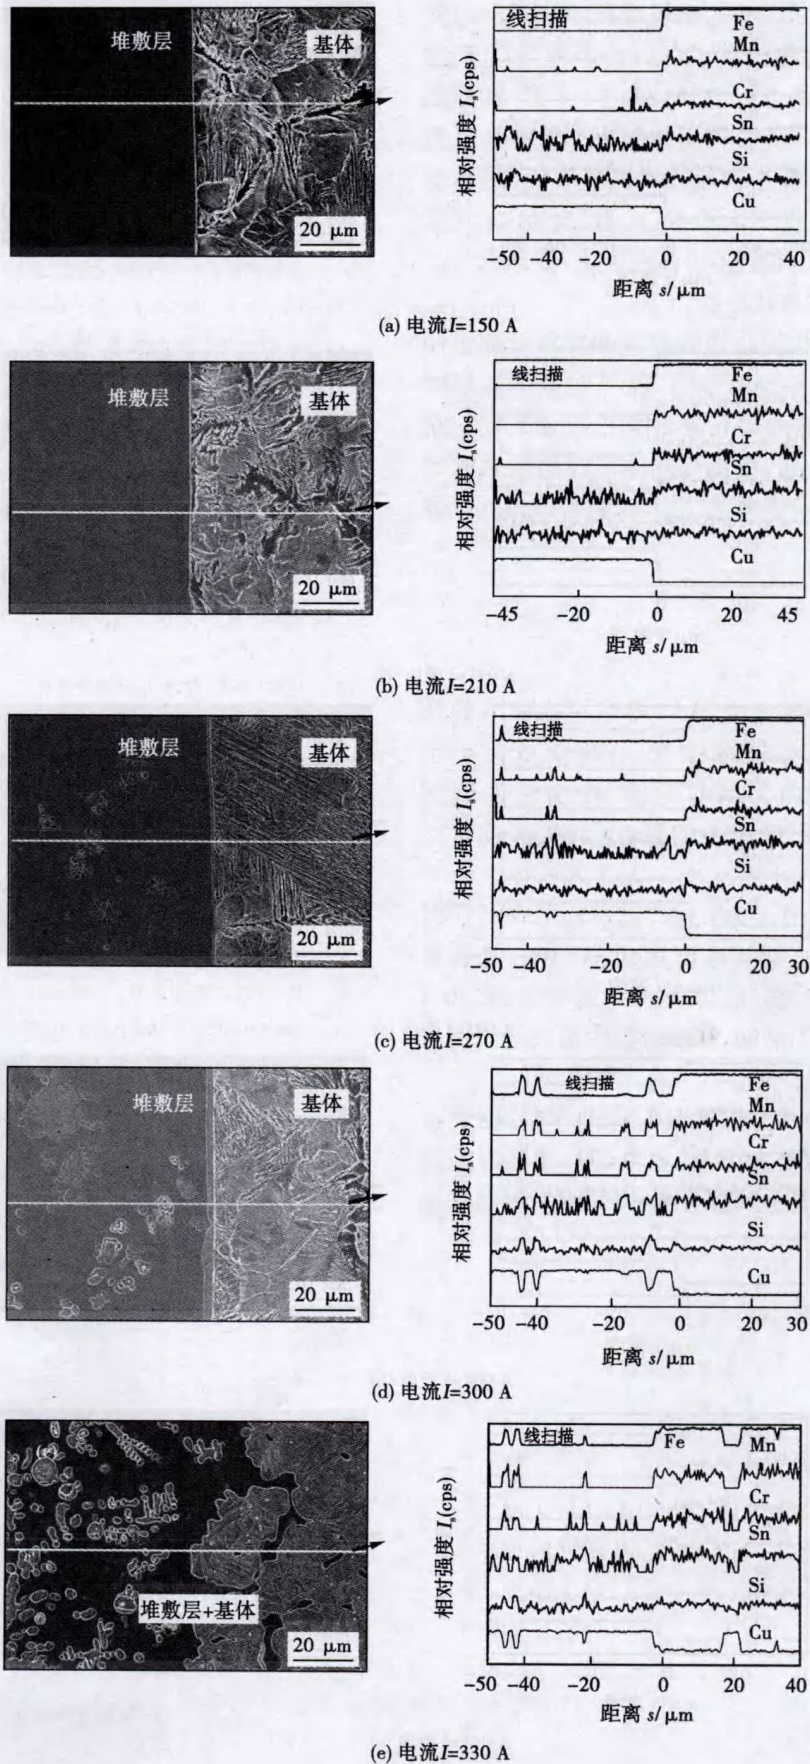 堆敷层 基体
20 μm
线扫描
Fe
Mn
Cr
Sn
Si
Cu
相对强度 Iₛ(cps)
-50 -40 -20 0 20 40
距离 s/μm
(a) 电流I=150 A
堆敷层 基体
20 μm
线扫描
Fe
Mn
Cr
Sn
Si
Cu
相对强度 Iₛ(cps)
-45 -20 0 20 45
距离 s/μm
(b) 电流I=210 A
堆敷层 基体
20 μm
线扫描
Fe
Mn
Cr
Sn
Si
Cu
相对强度 Iₛ(cps)
-50 -40 -20 0 20 30
距离 s/μm
(c) 电流I=270 A
堆敷层 基体
20 μm
线扫描
Fe
Mn
Cr
Sn
Si
Cu
相对强度 Iₛ(cps)
-50 -40 -20 0 20 30
距离 s/μm
(d) 电流I=300 A
堆敷层+基体
20 μm
线扫描 Fe Mn
Cr
Sn
Si
Cu
相对强度 Iₛ(cps)
-50 -40 -20 0 20 40
距离 s/μm
(e) 电流I=330 A